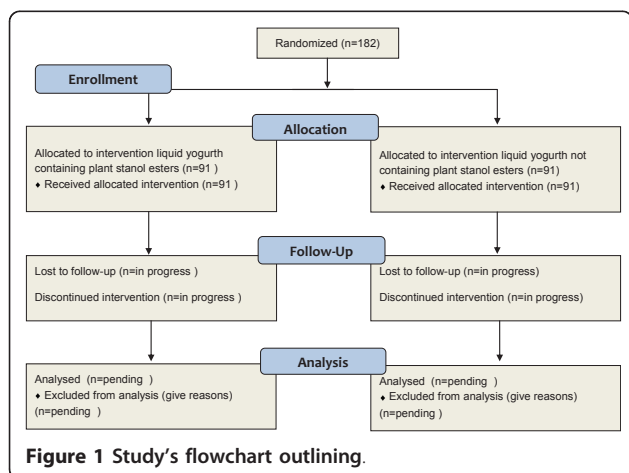 Randomized (n=182)
Enrollment
Allocation
Allocated to intervention liquid yogurth
containing plant stanol esters (n=91 )
♦ Received allocated intervention (n=91 )
Allocated to intervention liquid yogurth not
containing plant stanol esters (n=91)
♦ Received allocated intervention (n=91)
Follow-Up
Lost to follow-up (n=in progress )
Discontinued intervention (n=in progress )
Lost to follow-up (n=in progress)
Discontinued intervention (n=in progress)
Analysis
Analysed (n=pending )
♦ Excluded from analysis (give reasons)
(n=pending )
Analysed (n=pending )
♦ Excluded from analysis (give reasons)
(n=pending )
Figure 1 Study's flowchart outlining.